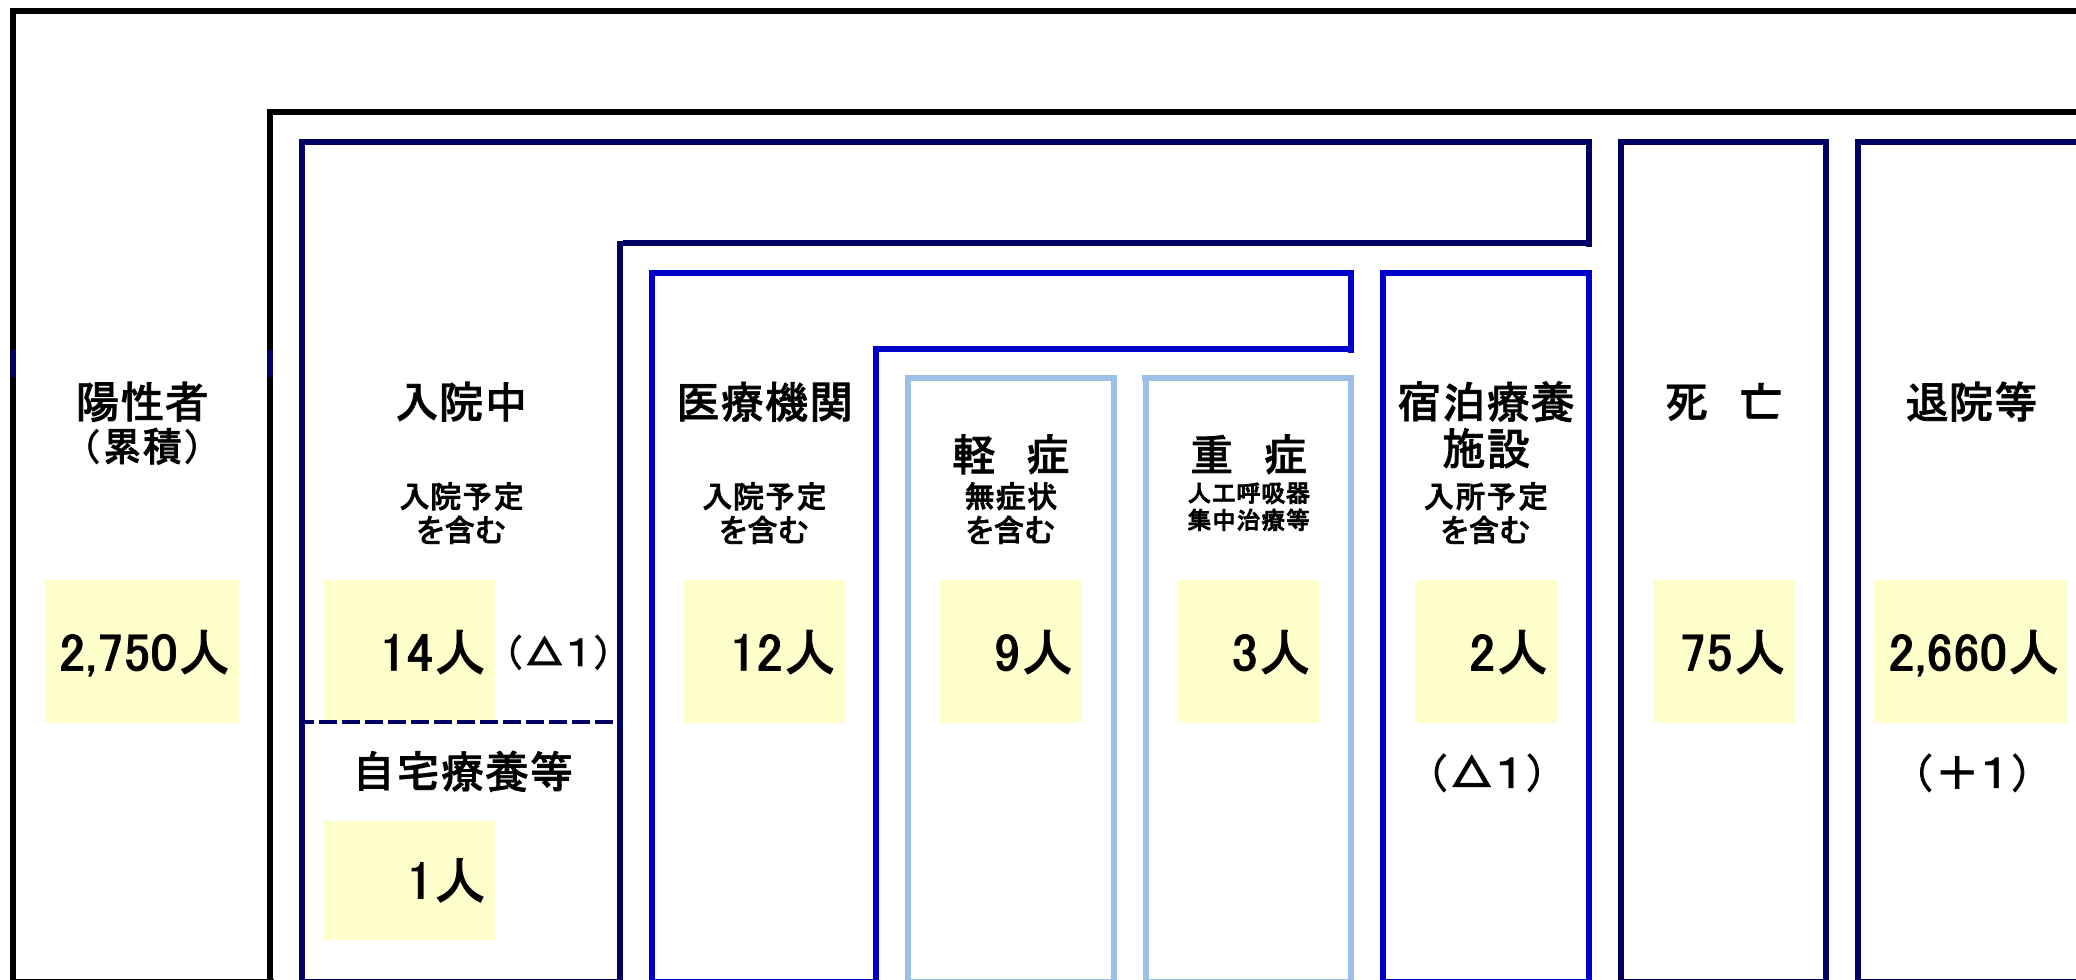 陽性者
（累積）
2,750人
入院中
入院予定
を含む
14人（△1）
自宅療養等
1人
医療機関
入院予定
を含む
12人
軽　症
無症状
を含む
9人
重　症
人工呼吸器
集中治療等
3人
宿泊療養
施設
入所予定
を含む
2人
（△1）
死　亡
75人
退院等
2,660人
（＋1）